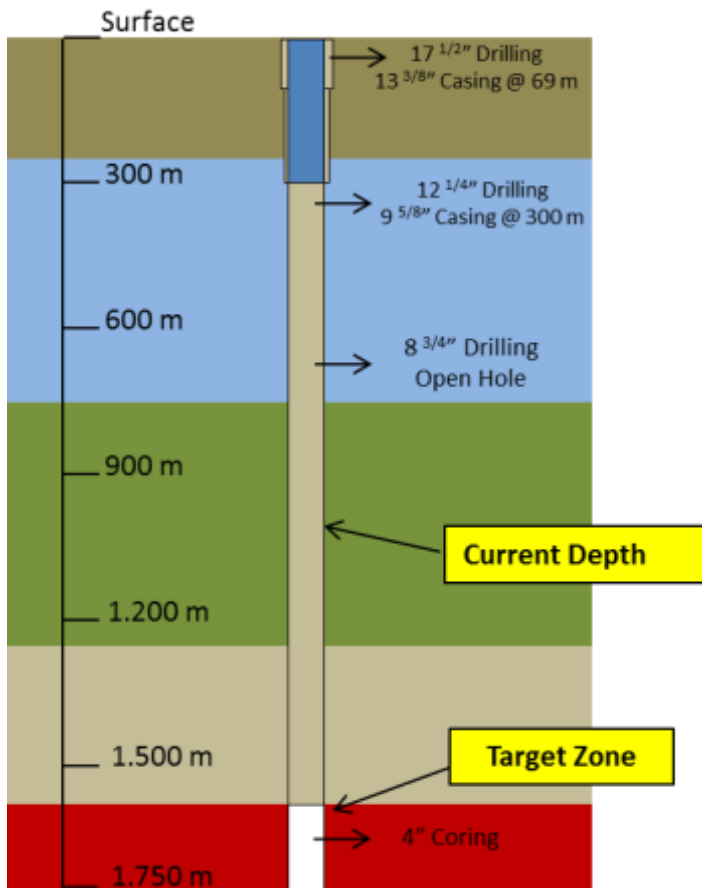 Surface
17 1/2" Drilling
13 3/8" Casing @ 69 m
300 m
12 1/4" Drilling
9 5/8" Casing @ 300 m
600 m
8 3/4" Drilling
Open Hole
900 m
Current Depth
1.200 m
1.500 m
Target Zone
4" Coring
1.750 m